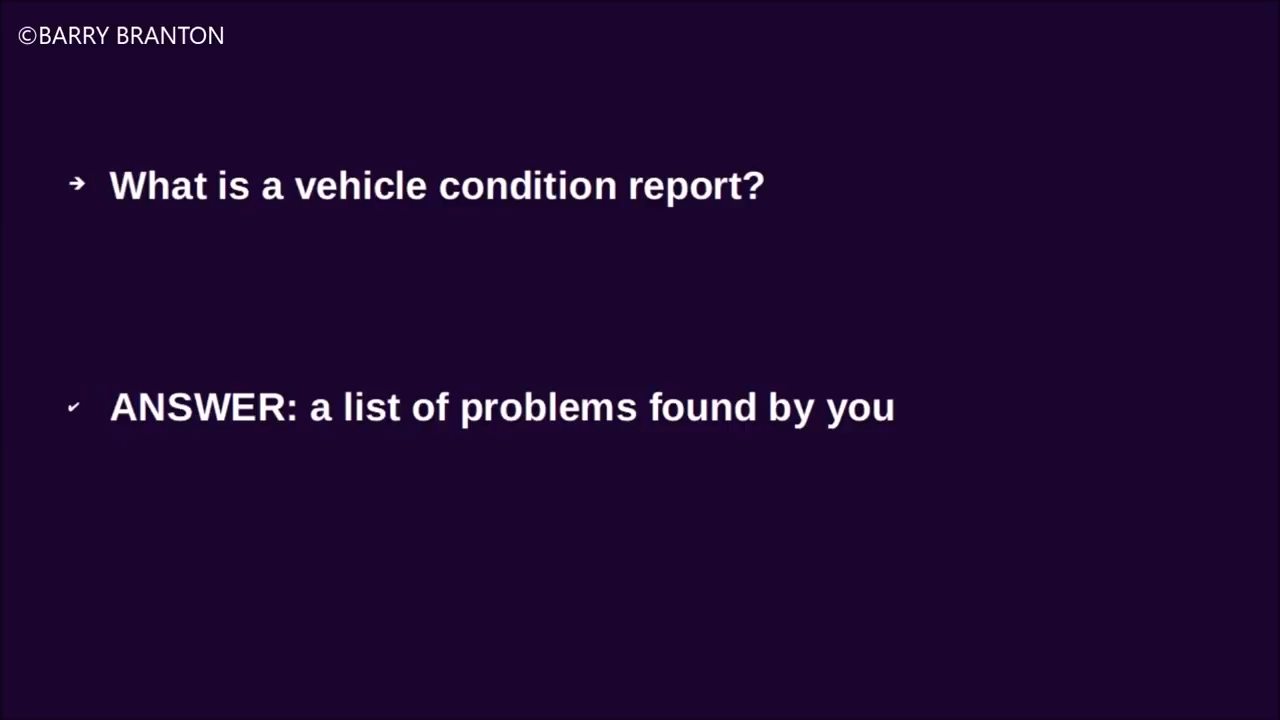 ©BARRY BRANTON
➔ What is a vehicle condition report?
✔ ANSWER: a list of problems found by you